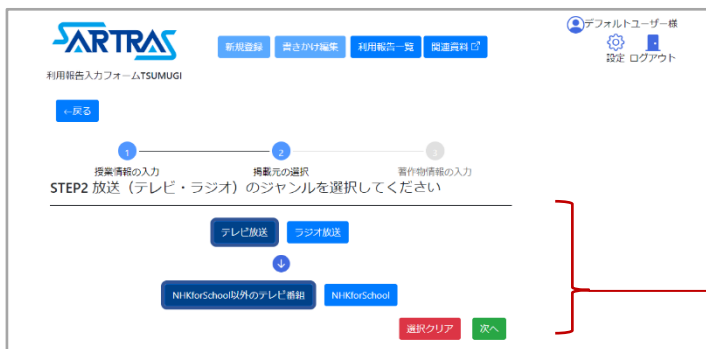 SARTRAS
新規登録 書きかけ編集 利用報告一覧 関連資料
デフォルトユーザー様
設定 ログアウト
利用報告入力フォームTSUMUGI
←戻る
1 2 3
授業情報の入力 掲載元の選択 著作物情報の入力
STEP2 放送（テレビ・ラジオ）のジャンルを選択してください
テレビ放送 ラジオ放送
NHKforSchool以外のテレビ番組 NHKforSchool
選択クリア 次へ